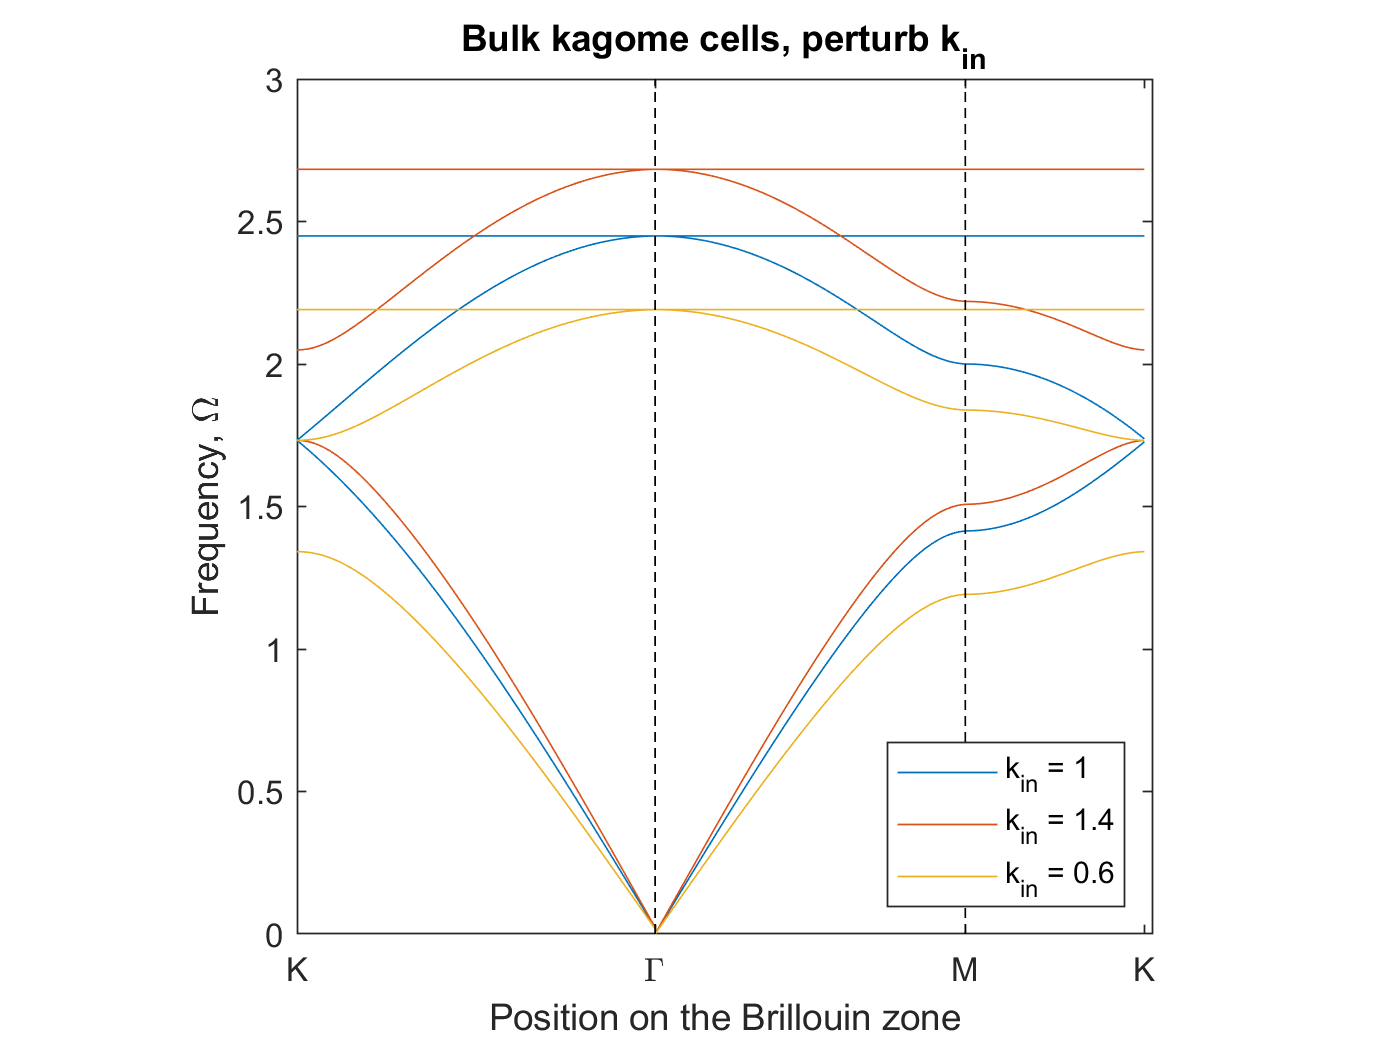 Bulk kagome cells, perturb k_in
3
2.5
2
1.5
1
0.5
0
Frequency, Ω
K Γ M K
Position on the Brillouin zone
k_in = 1
k_in = 1.4
k_in = 0.6